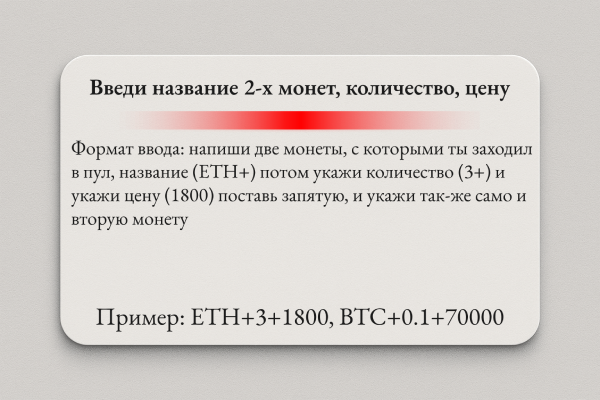 Введи название 2-х монет, количество, цену
Формат ввода: напиши две монеты, с которыми ты заходил
в пул, название (ETH+) потом укажи количество (3+) и
укажи цену (1800) поставь запятую, и укажи так-же само и
вторую монету
Пример: ETH+3+1800, BTC+0.1+70000